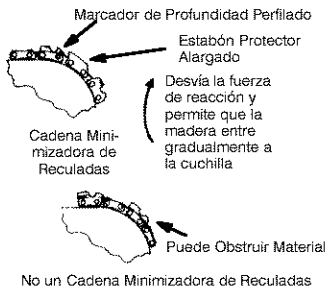 Marcador de Profundidad Perfilado
Estabón Protector
Alargado
Desvía la fuerza
de reacción y
permite que la
madera entre
gradualmente a
la cuchilla
Cadena Mini-
mizadora de
Reculadas
Puede Obstruir Material
No un Cadena Minimizadora de Reculadas